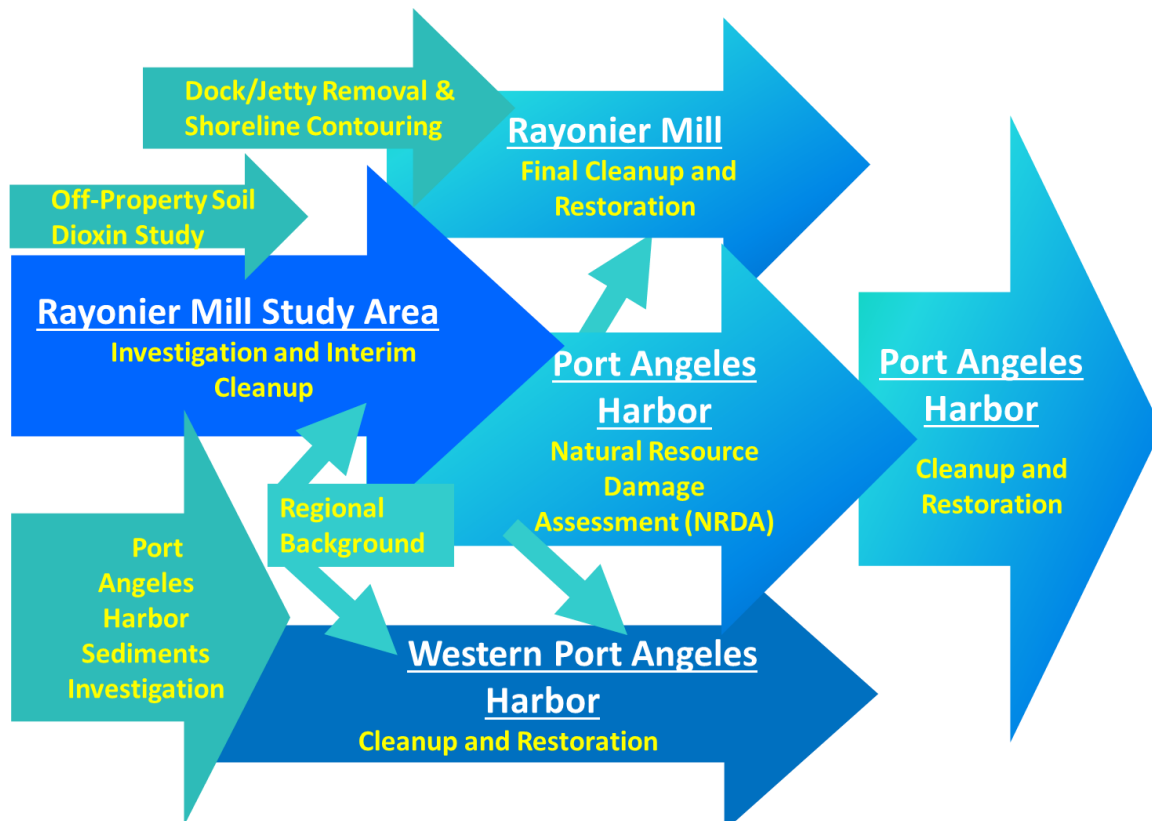 Dock/Jetty Removal &
Shoreline Contouring
Rayonier Mill
Final Cleanup and
Restoration
Off-Property Soil
Dioxin Study
Rayonier Mill Study Area
Investigation and Interim
Cleanup
Port Angeles
Harbor
Natural Resource
Damage
Assessment (NRDA)
Port Angeles
Harbor
Cleanup and
Restoration
Regional
Background
Port
Angeles
Harbor
Sediments
Investigation
Western Port Angeles
Harbor
Cleanup and Restoration